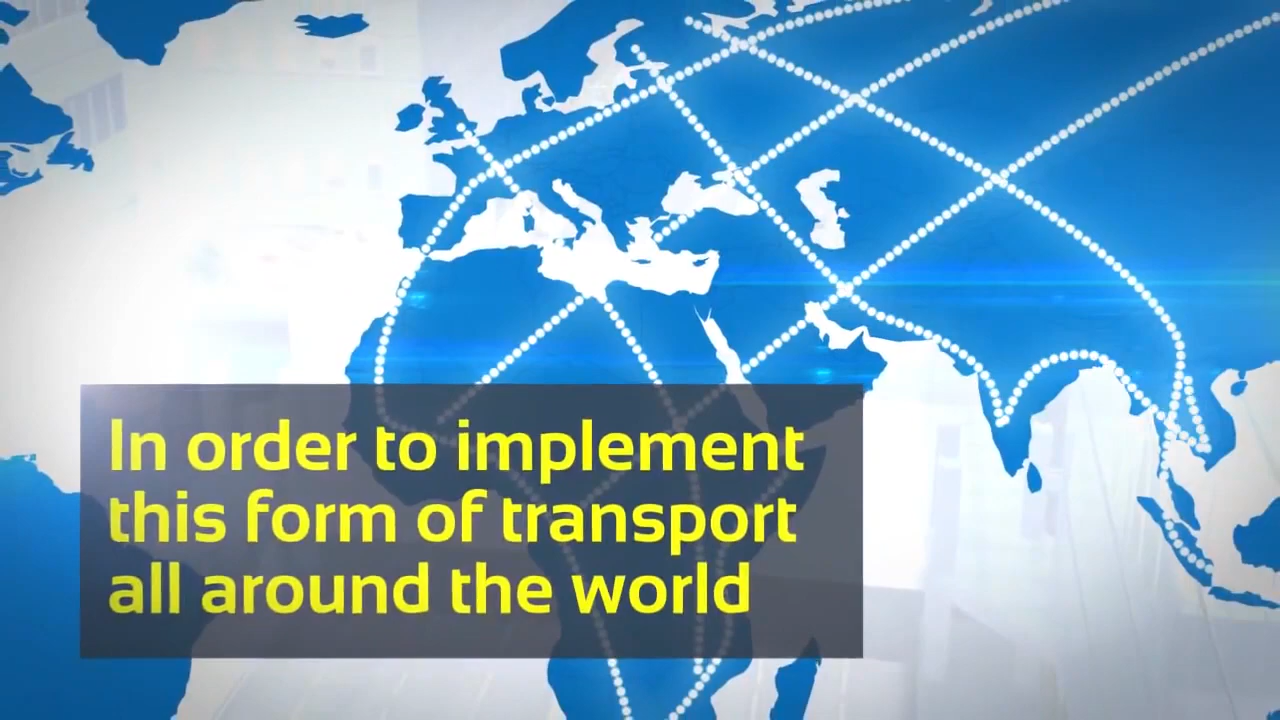 In order to implement
this form of transport
all around the world